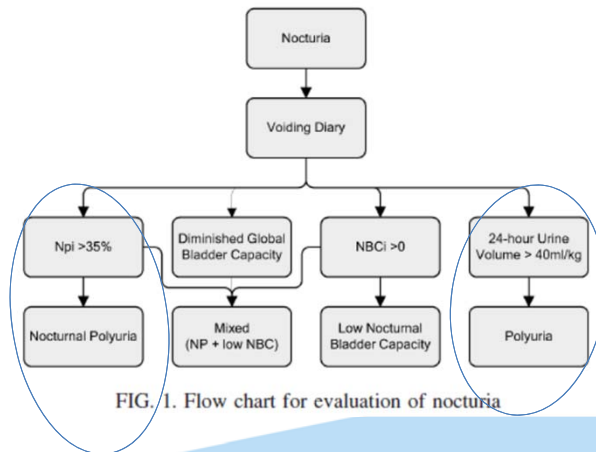 Nocturia
Voiding Diary
Npi >35%
Diminished Global
Bladder Capacity
NBCi >0
24-hour Urine
Volume > 40ml/kg
Nocturnal Polyuria
Mixed
(NP + low NBC)
Low Nocturnal
Bladder Capacity
Polyuria
FIG. 1. Flow chart for evaluation of nocturia